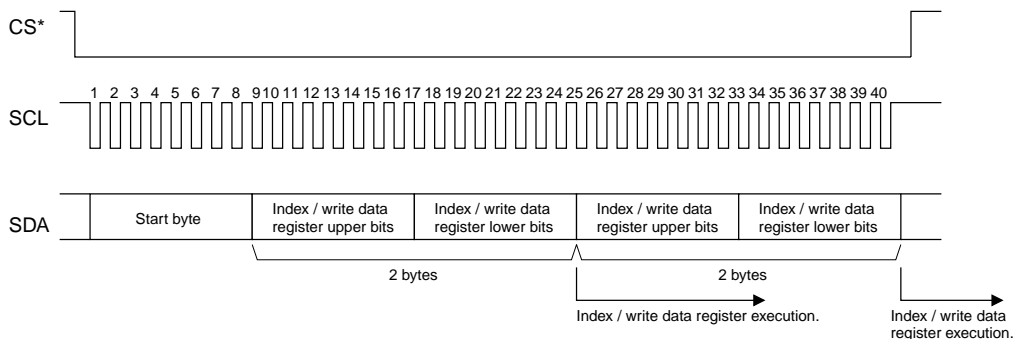 CS*
1 2 3 4 5 6 7 8 9 10 11 12 13 14 15 16 17 18 19 20 21 22 23 24 25 26 27 28 29 30 31 32 33 34 35 36 37 38 39 40
SCL
SDA
Start byte
Index / write data
register upper bits
Index / write data
register lower bits
Index / write data
register upper bits
Index / write data
register lower bits
2 bytes
2 bytes
Index / write data register execution.
Index / write data
register execution.